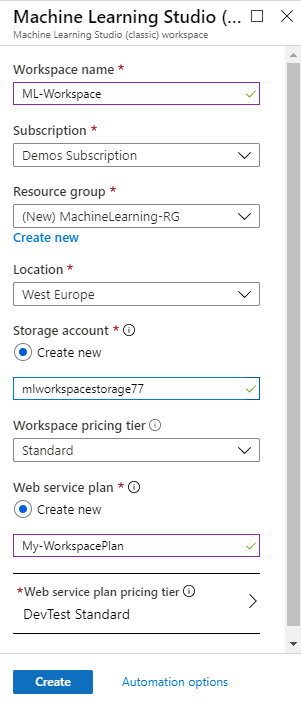 Machine Learning Studio (...
Machine Learning Studio (classic) workspace
Workspace name *
ML-Workspace
Subscription *
Demos Subscription
Resource group *
(New) MachineLearning-RG
Create new
Location *
West Europe
Storage account *
Create new
mlworkspacestorage77
Workspace pricing tier
Standard
Web service plan *
Create new
My-WorkspacePlan
*Web service plan pricing tier
DevTest Standard
Create Automation options